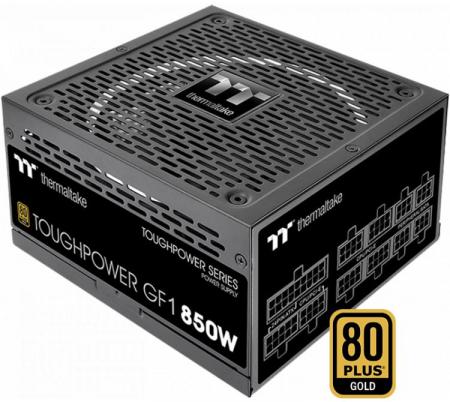 thermaltake
thermaltake
TOUGHPOWER SERIES
POWER SUPPLY
TOUGHPOWER GF1 850W
thermaltake
80
PLUS
GOLD